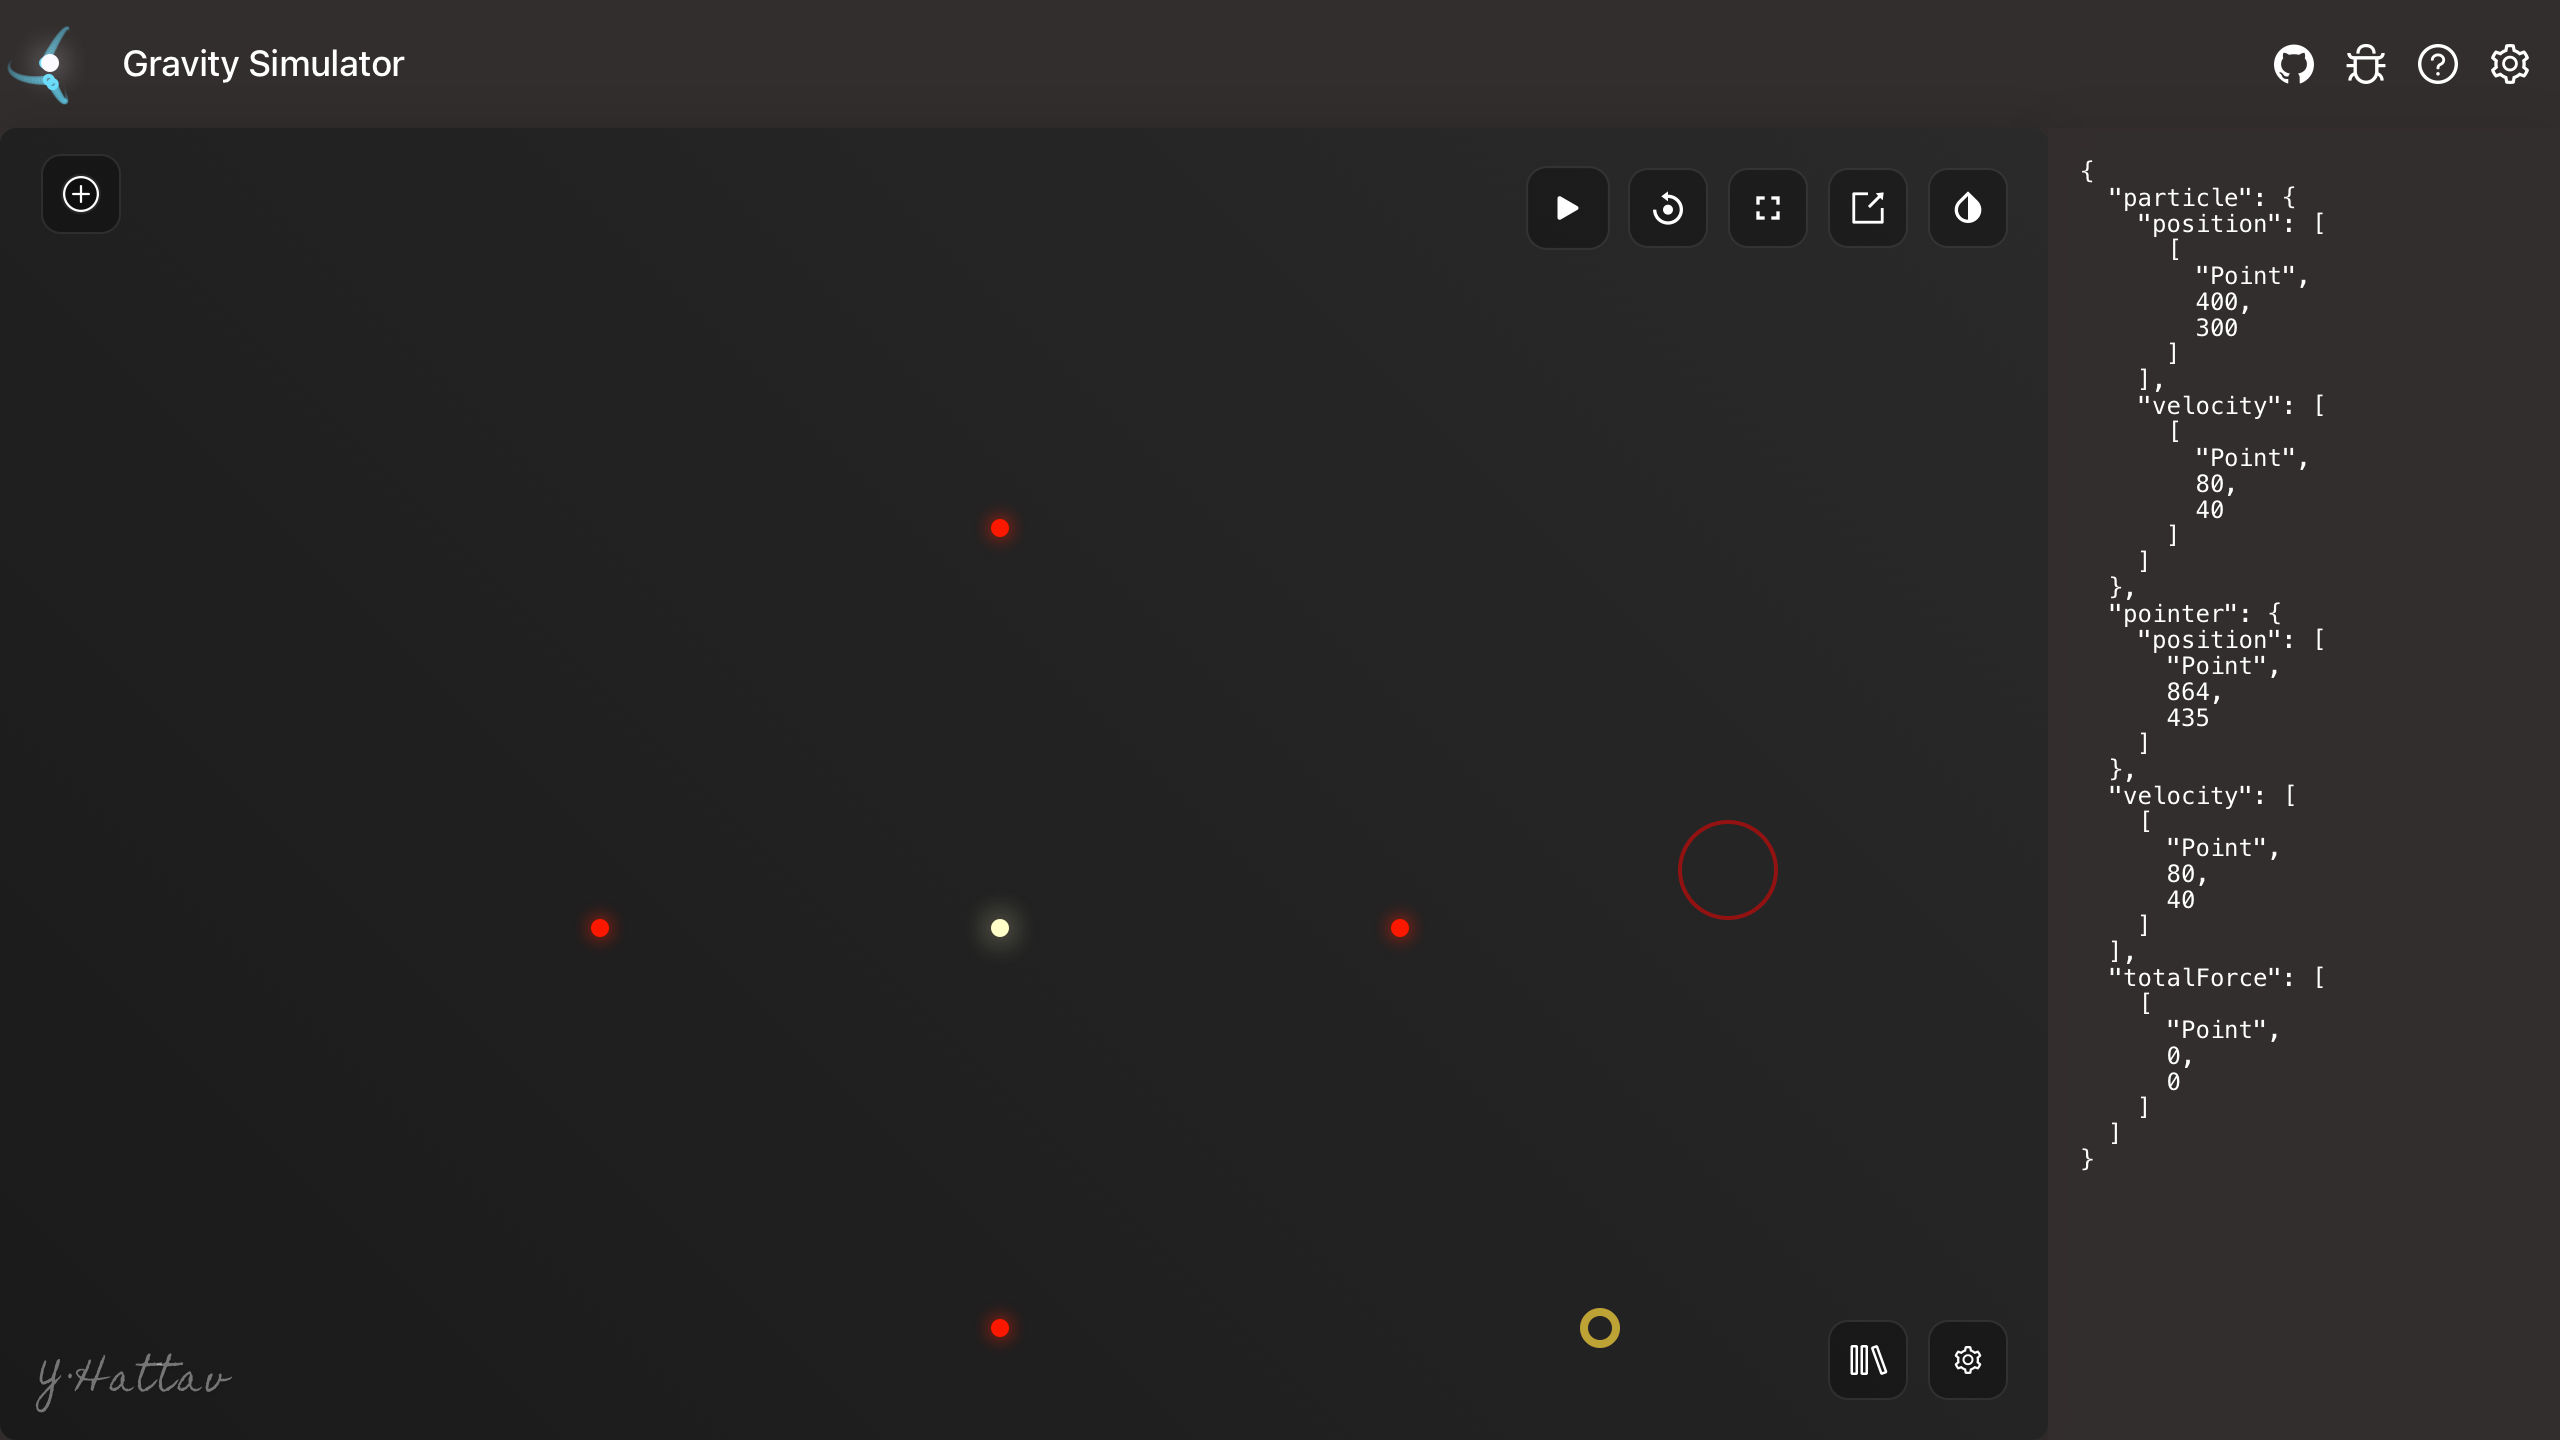 Gravity Simulator
{
"particle": {
"position": [
[
"Point",
400,
300
]
],
"velocity": [
[
"Point",
80,
40
]
]
},
"pointer": {
"position": [
"Point",
864,
435
]
},
"velocity": [
[
"Point",
80,
40
]
],
"totalForce": [
[
"Point",
0,
0
]
]
}
Y.Hattav